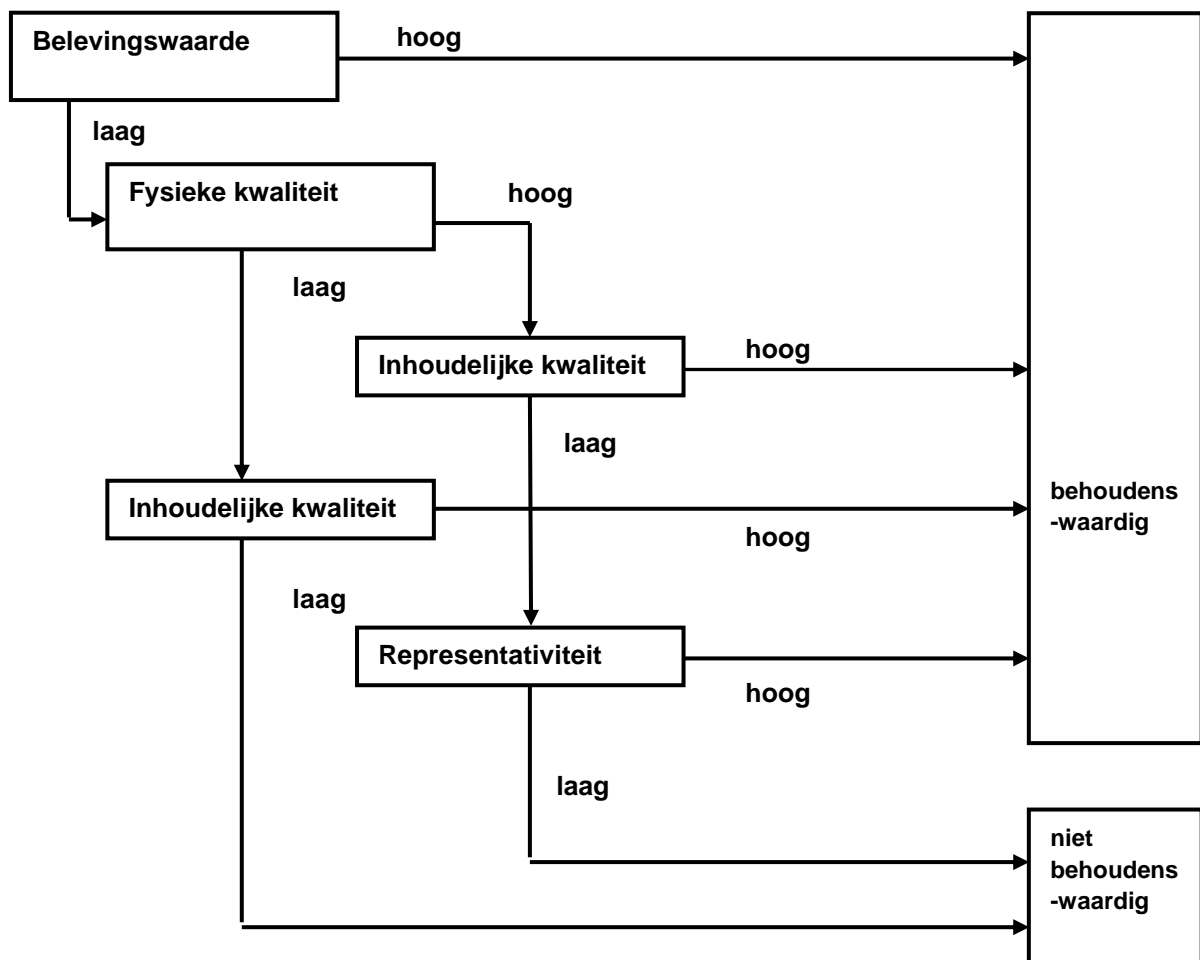 Belevingswaarde
hoog
laag
Fysieke kwaliteit
hoog
laag
Inhoudelijke kwaliteit
hoog
laag
Inhoudelijke kwaliteit
hoog
laag
Representativiteit
hoog
laag
behoudens
-waardig
niet
behoudens
-waardig